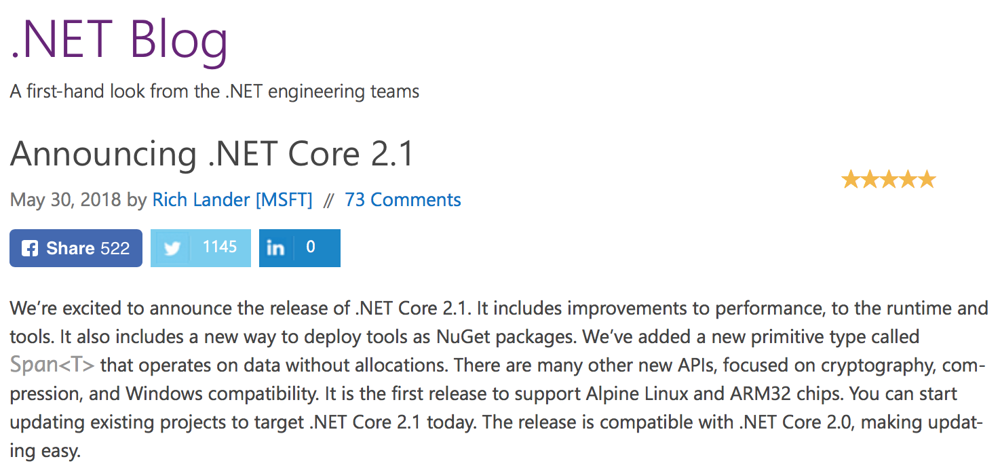 .NET Blog
A first-hand look from the .NET engineering teams
Announcing .NET Core 2.1
May 30, 2018 by Rich Lander [MSFT] // 73 Comments
Share 522 1145 in 0
We’re excited to announce the release of .NET Core 2.1. It includes improvements to performance, to the runtime and
tools. It also includes a new way to deploy tools as NuGet packages. We’ve added a new primitive type called
Span<T> that operates on data without allocations. There are many other new APIs, focused on cryptography, com-
pression, and Windows compatibility. It is the first release to support Alpine Linux and ARM32 chips. You can start
updating existing projects to target .NET Core 2.1 today. The release is compatible with .NET Core 2.0, making updat-
ing easy.